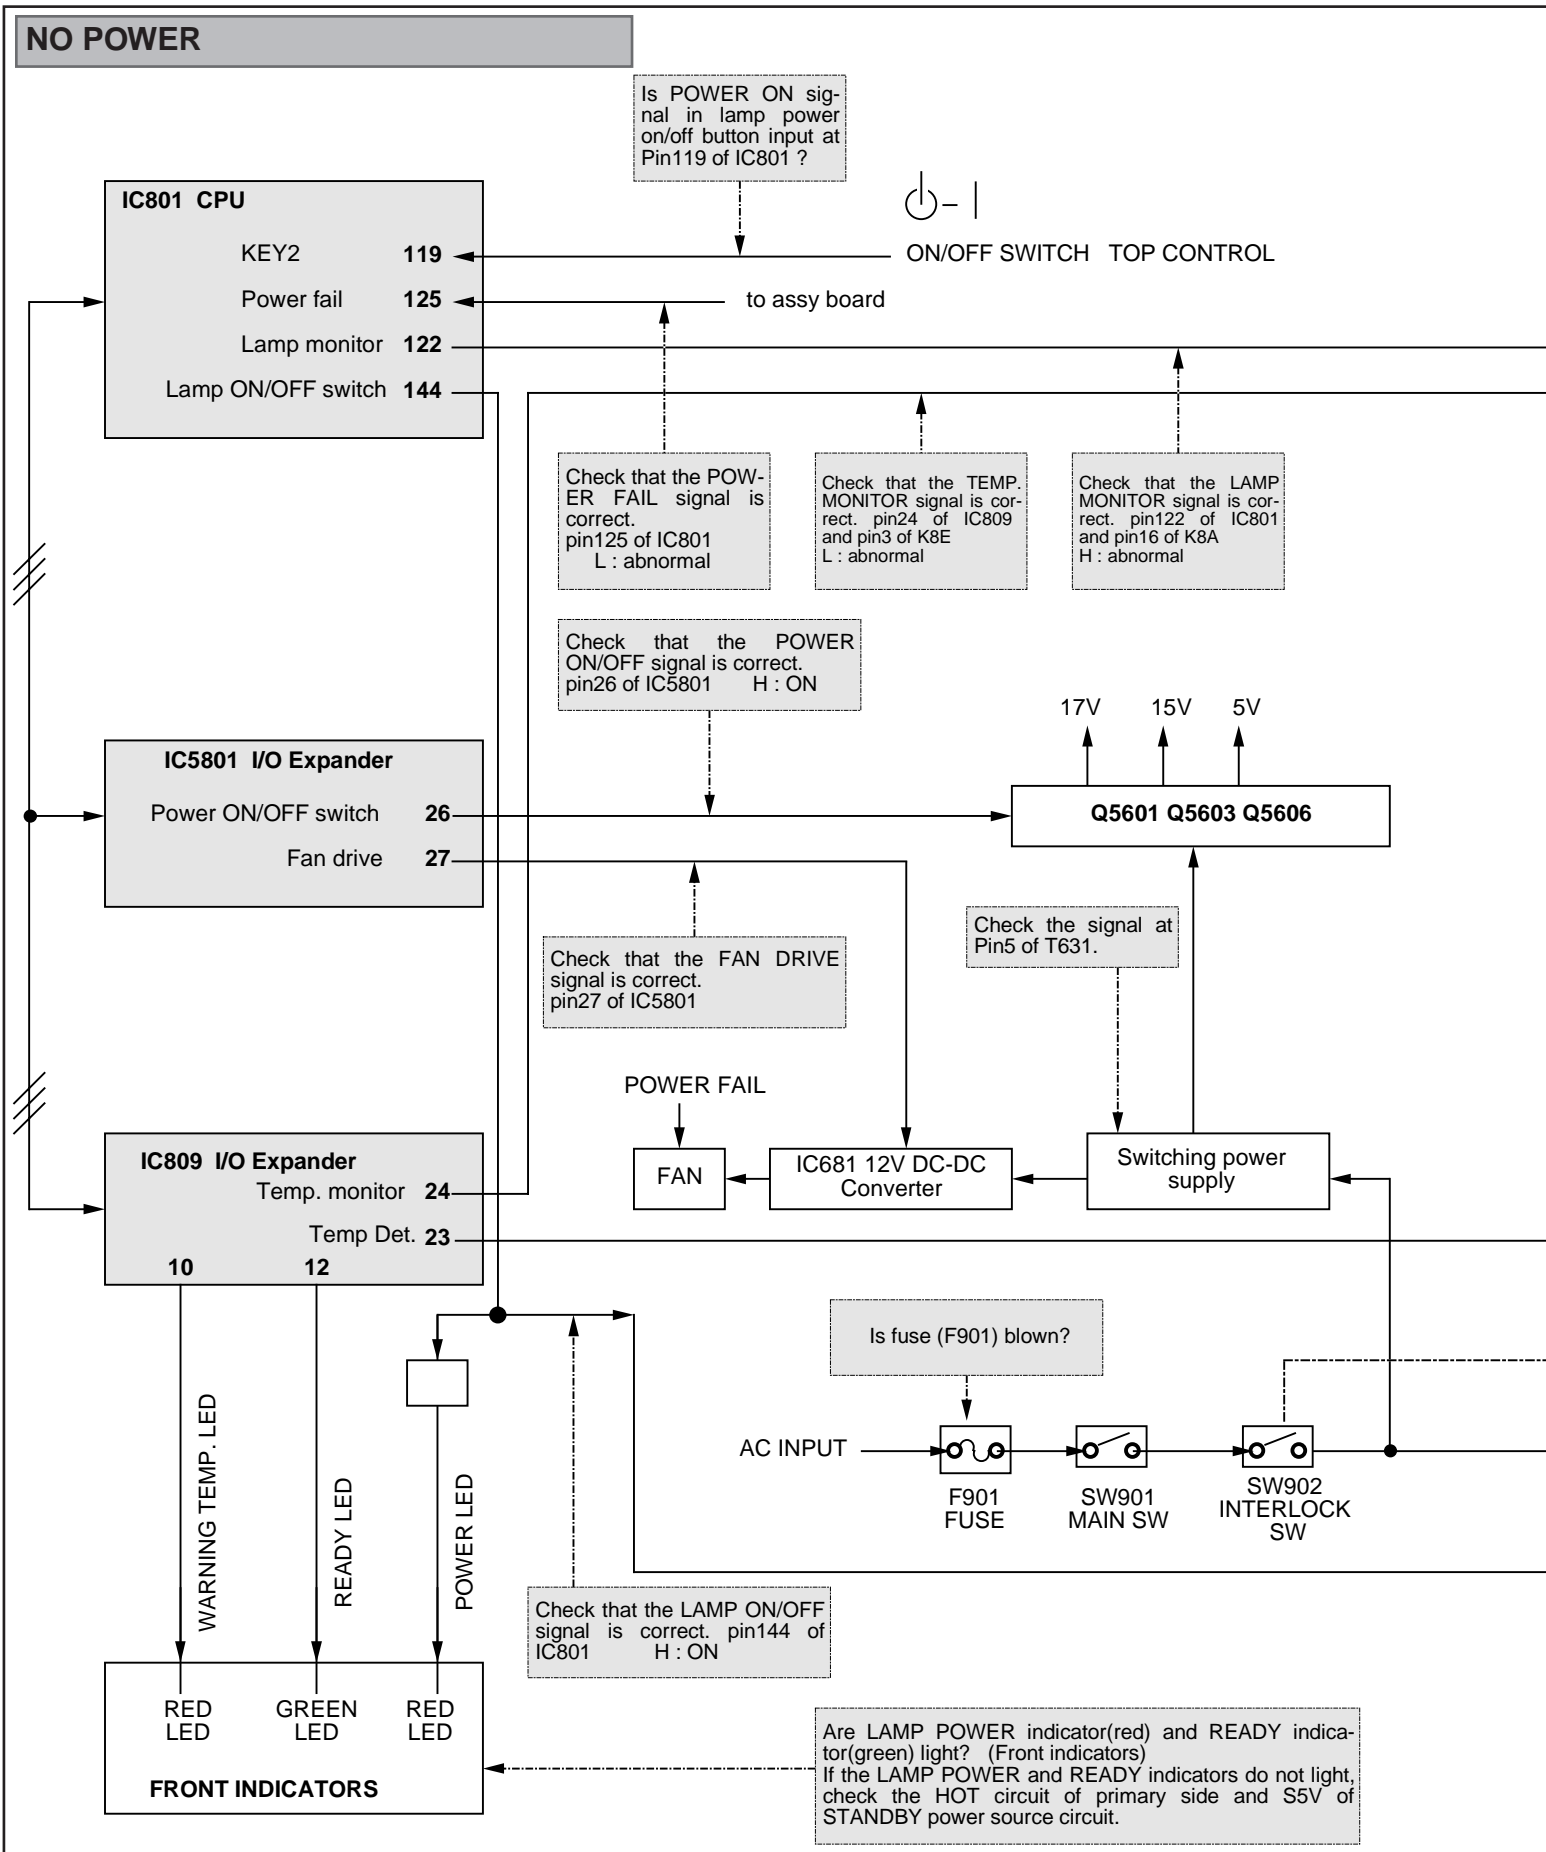 NO POWER
Is POWER ON sig-
nal in lamp power
on/off button input at
Pin119 of IC801 ?
IC801 CPU
KEY2 119
ON/OFF SWITCH TOP CONTROL
Power fail 125
to assy board
Lamp monitor 122
Lamp ON/OFF switch 144
Check that the POW-
ER FAIL signal is
correct.
pin125 of IC801
L : abnormal
Check that the TEMP.
MONITOR signal is cor-
rect. pin24 of IC809
and pin3 of K8E
L : abnormal
Check that the LAMP
MONITOR signal is cor-
rect. pin122 of IC801
and pin16 of K8A
H : abnormal
Check that the POWER
ON/OFF signal is correct.
pin26 of IC5801 H : ON
17V 15V 5V
IC5801 I/O Expander
Power ON/OFF switch 26
Q5601 Q5603 Q5606
Fan drive 27
Check the signal at
Pin5 of T631.
Check that the FAN DRIVE
signal is correct.
pin27 of IC5801
POWER FAIL
IC809 I/O Expander
Temp. monitor 24
Temp Det. 23
10 12
FAN
IC681 12V DC-DC
Converter
Switching power
supply
Is fuse (F901) blown?
AC INPUT
F901
FUSE
SW901
MAIN SW
SW902
INTERLOCK
SW
WARNING TEMP. LED
READY LED
POWER LED
Check that the LAMP ON/OFF
signal is correct. pin144 of
IC801 H : ON
RED
LED
GREEN
LED
RED
LED
FRONT INDICATORS
Are LAMP POWER indicator(red) and READY indica-
tor(green) light? (Front indicators)
If the LAMP POWER and READY indicators do not light,
check the HOT circuit of primary side and S5V of
STANDBY power source circuit.